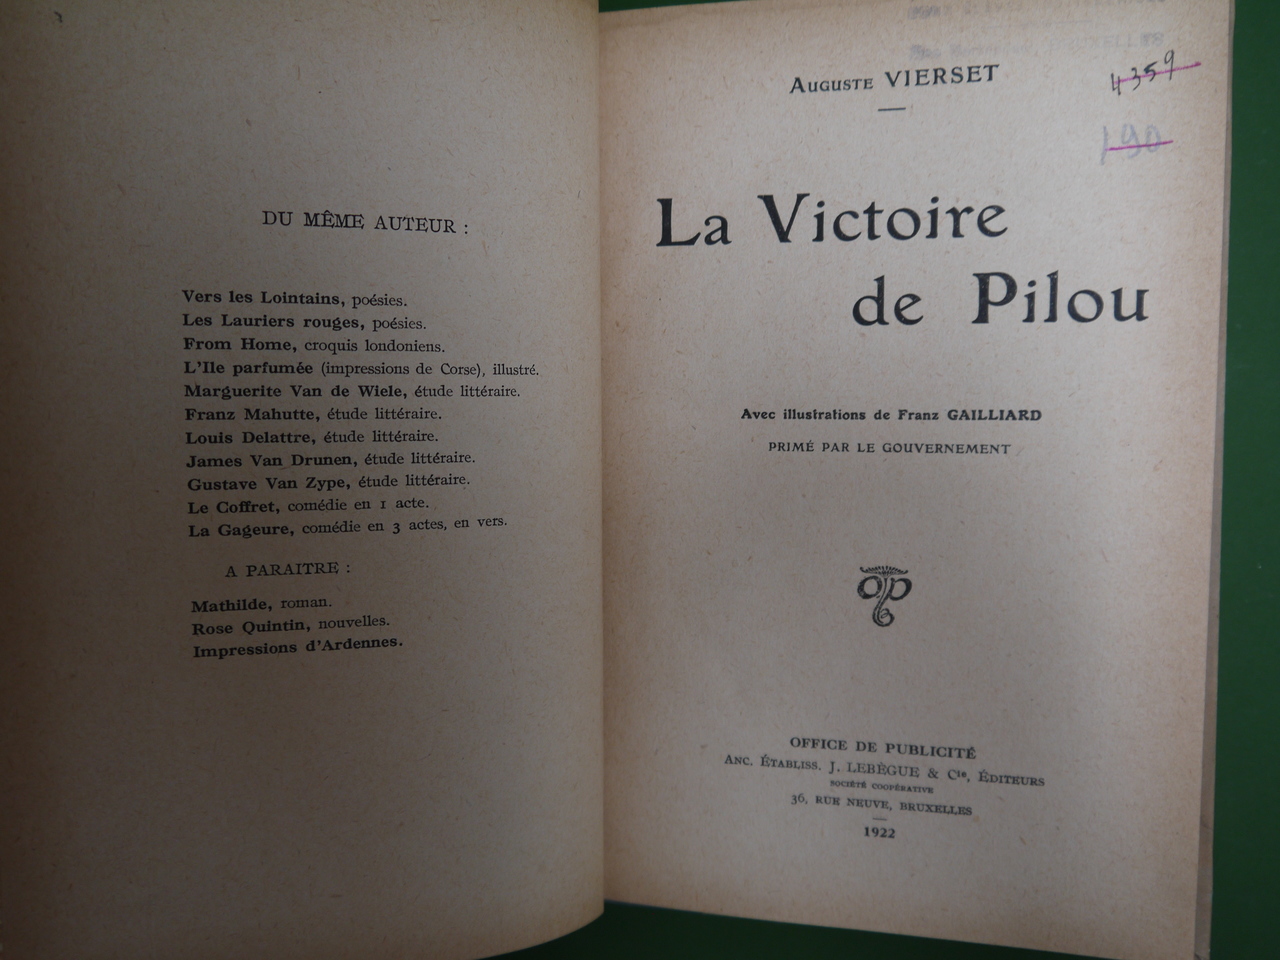 DU MÊME AUTEUR :
Vers les Lointains, poésies.
Les Lauriers rouges, poésies.
From Home, croquis londoniens.
L'Ile parfumée (impressions de Corse), illustré.
Marguerite Van de Wiele, étude littéraire.
Franz Mahutte, étude littéraire.
Louis Delattre, étude littéraire.
James Van Drunen, étude littéraire.
Gustave Van Zype, étude littéraire.
Le Coffret, comédie en 1 acte.
La Gageure, comédie en 3 actes, en vers.
A PARAITRE :
Mathilde, roman.
Rose Quintin, nouvelles.
Impressions d'Ardennes.
BRUXELLES
AUGUSTE VIERSET
4359
190
La Victoire
de Pilou
Avec illustrations de Franz GAILLIARD
PRIMÉ PAR LE GOUVERNEMENT
OP
OFFICE DE PUBLICITÉ
ANC. ÉTABLISS. J. LEBÈGUE & Cie, ÉDITEURS
SOCIÉTÉ COOPÉRATIVE
36, RUE NEUVE, BRUXELLES
1922